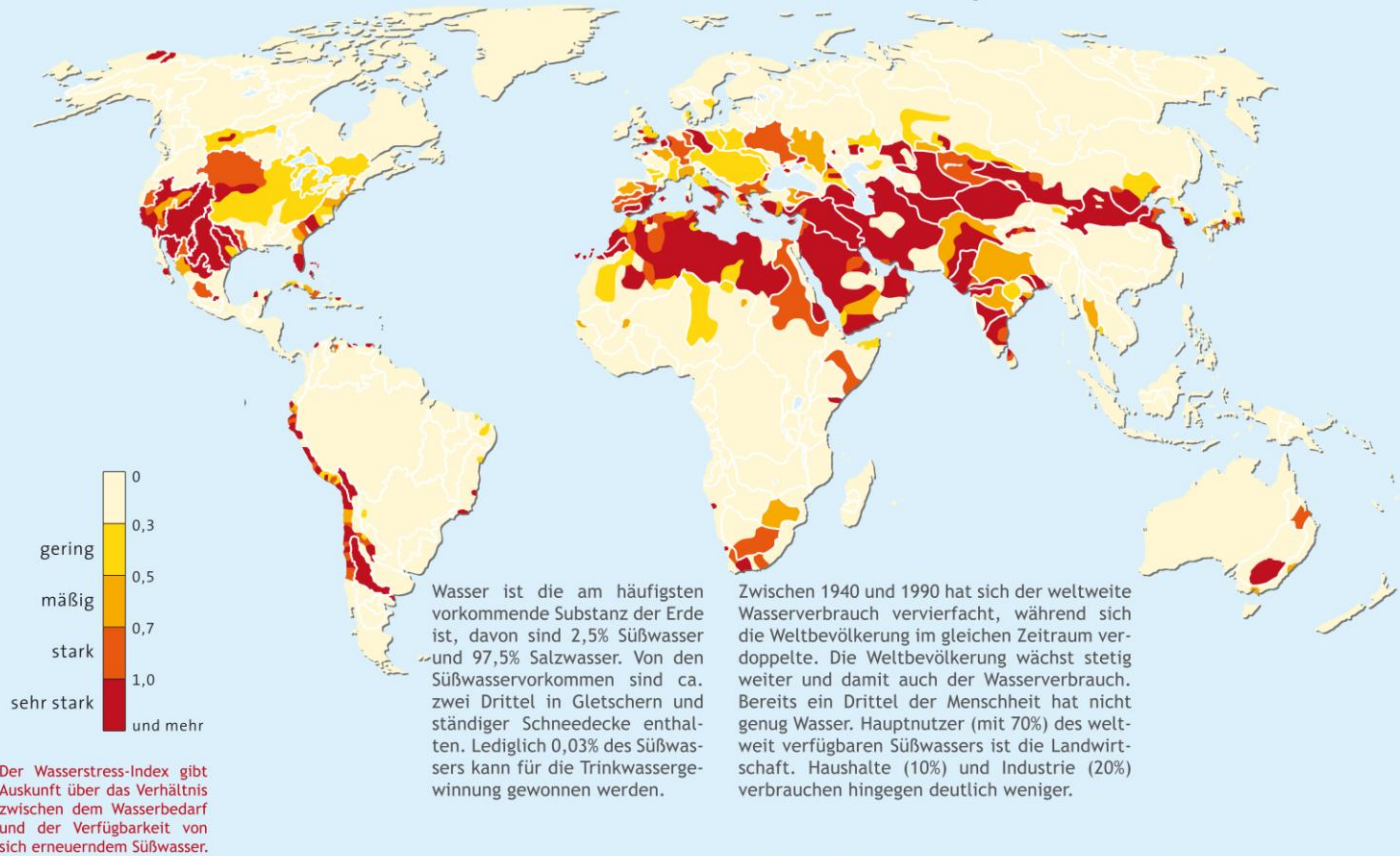 0
0,3
gering
0,5
mäßig
0,7
stark
1,0
sehr stark
und mehr
Der Wasserstress-Index gibt
Auskunft über das Verhältnis
zwischen dem Wasserbedarf
und der Verfügbarkeit von
sich erneuerndem Süßwasser.
Wasser ist die am häufigsten
vorkommende Substanz der Erde
ist, davon sind 2,5% Süßwasser
und 97,5% Salzwasser. Von den
Süßwasservorkommen sind ca.
zwei Drittel in Gletschern und
ständiger Schneedecke enthal-
ten. Lediglich 0,03% des Süßwas-
sers kann für die Trinkwasserge-
winnung gewonnen werden.
Zwischen 1940 und 1990 hat sich der weltweite
Wasserverbrauch vervierfacht, während sich
die Weltbevölkerung im gleichen Zeitraum ver-
doppelte. Die Weltbevölkerung wächst stetig
weiter und damit auch der Wasserverbrauch.
Bereits ein Drittel der Menschheit hat nicht
genug Wasser. Hauptnutzer (mit 70%) des welt-
weit verfügbaren Süßwassers ist die Landwirt-
schaft. Haushalte (10%) und Industrie (20%)
verbrauchen hingegen deutlich weniger.